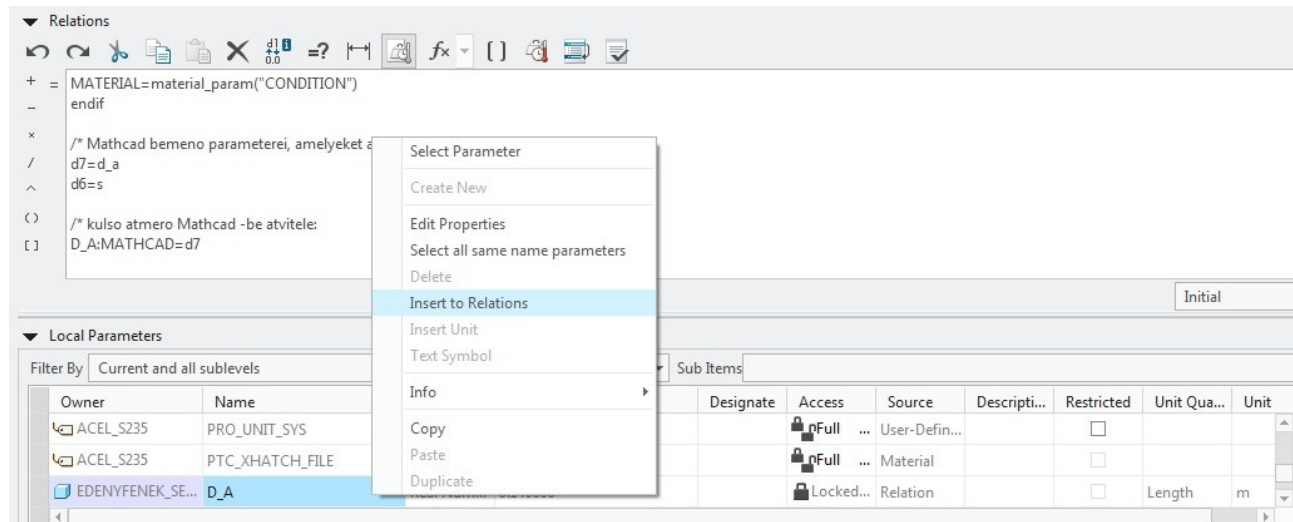 Relations
=? fx [ ]
+ = MATERIAL=material_param("CONDITION")
− endif
× /* Mathcad bemeno parameterei, amelyeket a
/ d7=d_a
^ d6=s
( ) /* kulso atmero Mathcad -be atvitele:
[ ] D_A:MATHCAD=d7
Select Parameter
Create New
Edit Properties
Select all same name parameters
Delete
Insert to Relations
Insert Unit
Text Symbol
Info
Copy
Paste
Duplicate
Initial
Local Parameters
Filter By Current and all sublevels Sub Items
Owner Name Designate Access Source Descripti... Restricted Unit Qua... Unit
ACEL_S235 PRO_UNIT_SYS Full ... User-Defin...
ACEL_S235 PTC_XHATCH_FILE Full ... Material
EDENYFENEK_SE... D_A Locked... Relation Length m